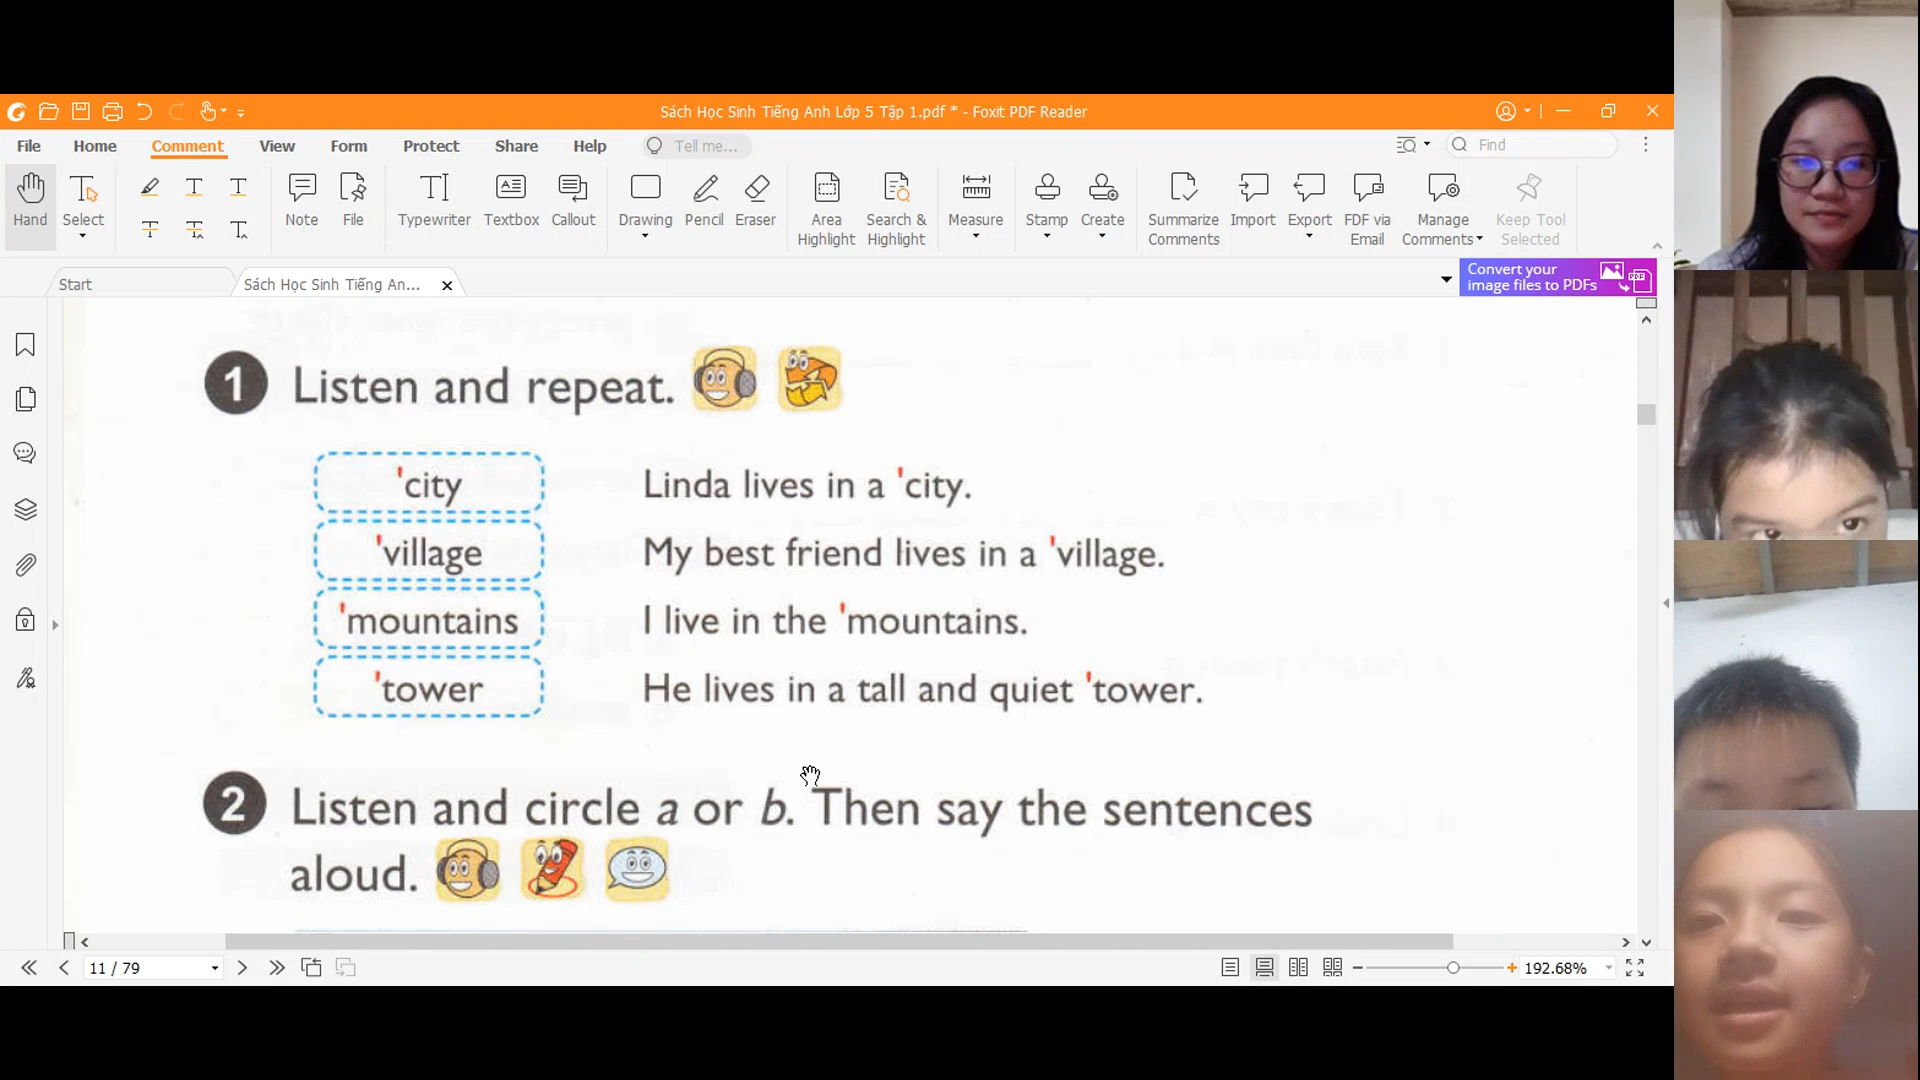 Sách Học Sinh Tiếng Anh Lớp 5 Tập 1.pdf * - Foxit PDF Reader
File Home Comment View Form Protect Share Help Tell me... Find
Hand Select Note File Typewriter Textbox Callout Drawing Pencil Eraser Area Highlight Search & Highlight Measure Stamp Create Summarize Comments Import Export FDF via Email Manage Comments Keep Tool Selected
Start Sách Học Sinh Tiếng An...
Convert your
image files to PDFs
1 Listen and repeat.
'city Linda lives in a 'city.
'village My best friend lives in a 'village.
'mountains I live in the 'mountains.
'tower He lives in a tall and quiet 'tower.
2 Listen and circle a or b. Then say the sentences
aloud.
11 / 79 192.68%